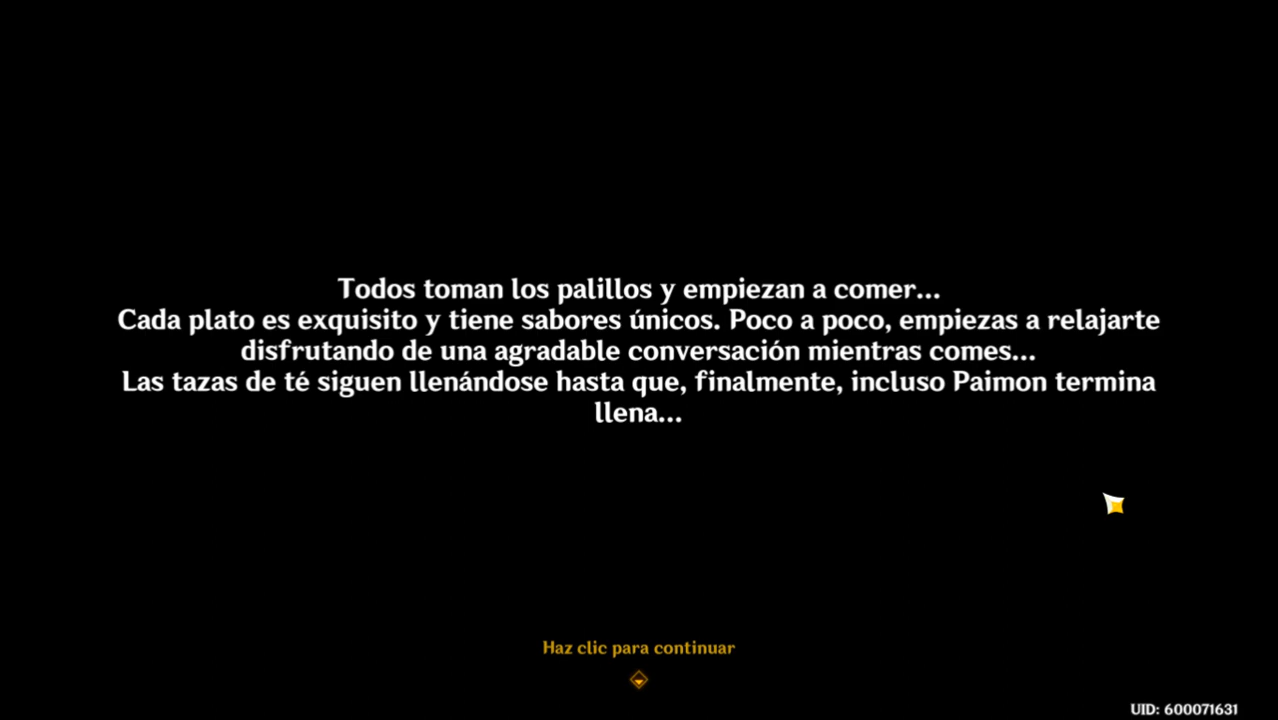 Todos toman los palillos y empiezan a comer...
Cada plato es exquisito y tiene sabores únicos. Poco a poco, empiezas a relajarte
disfrutando de una agradable conversación mientras comes...
Las tazas de té siguen llenándose hasta que, finalmente, incluso Paimon termina
llena...
Haz clic para continuar
UID: 600071631